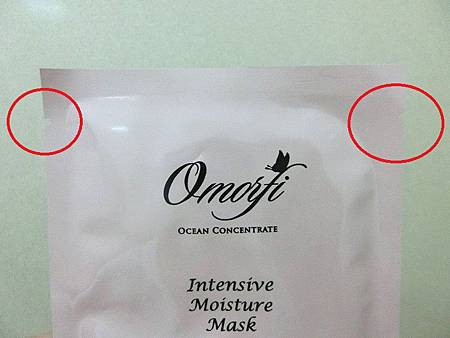 Omorfi
OCEAN CONCENTRATE
Intensive
Moisture
Mask